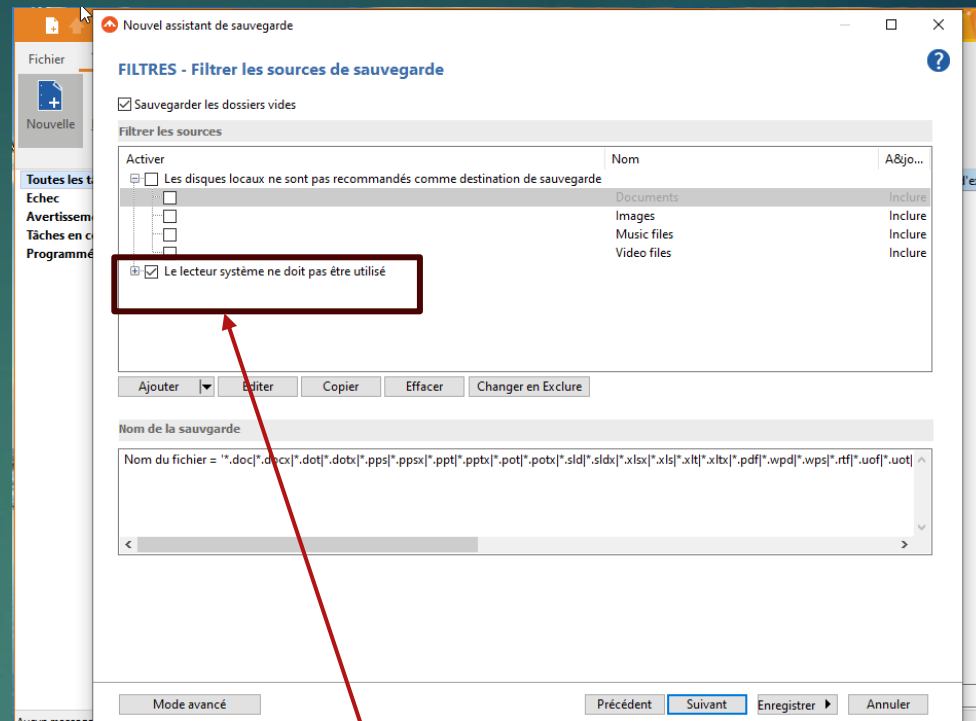 Nouvel assistant de sauvegarde
Fichier
FILTRES - Filtrer les sources de sauvegarde
Nouvelle
Sauvegarder les dossiers vides
Filtrer les sources
Activer Nom A&jo...
Les disques locaux ne sont pas recommandés comme destination de sauvegarde
Toutes les
Documents Inclure
Echec
Images Inclure
Avertissem
Music files Inclure
Tâches en
Video files Inclure
Programmé
Le lecteur système ne doit pas être utilisé
Ajouter Editer Copier Effacer Changer en Exclure
Nom de la sauvgarde
Nom du fichier = '*.doc|*.docx|*.dot|*.dotx|*.pps|*.ppsx|*.ppt|*.pptx|*.pot|*.potx|*.sld|*.sldx|*.xlsx|*.xls|*.xlt|*.xltx|*.pdf|*.wpd|*.wps|*.rtf|*.uof|*.uot|
Mode avancé Précédent Suivant Enregistrer Annuler